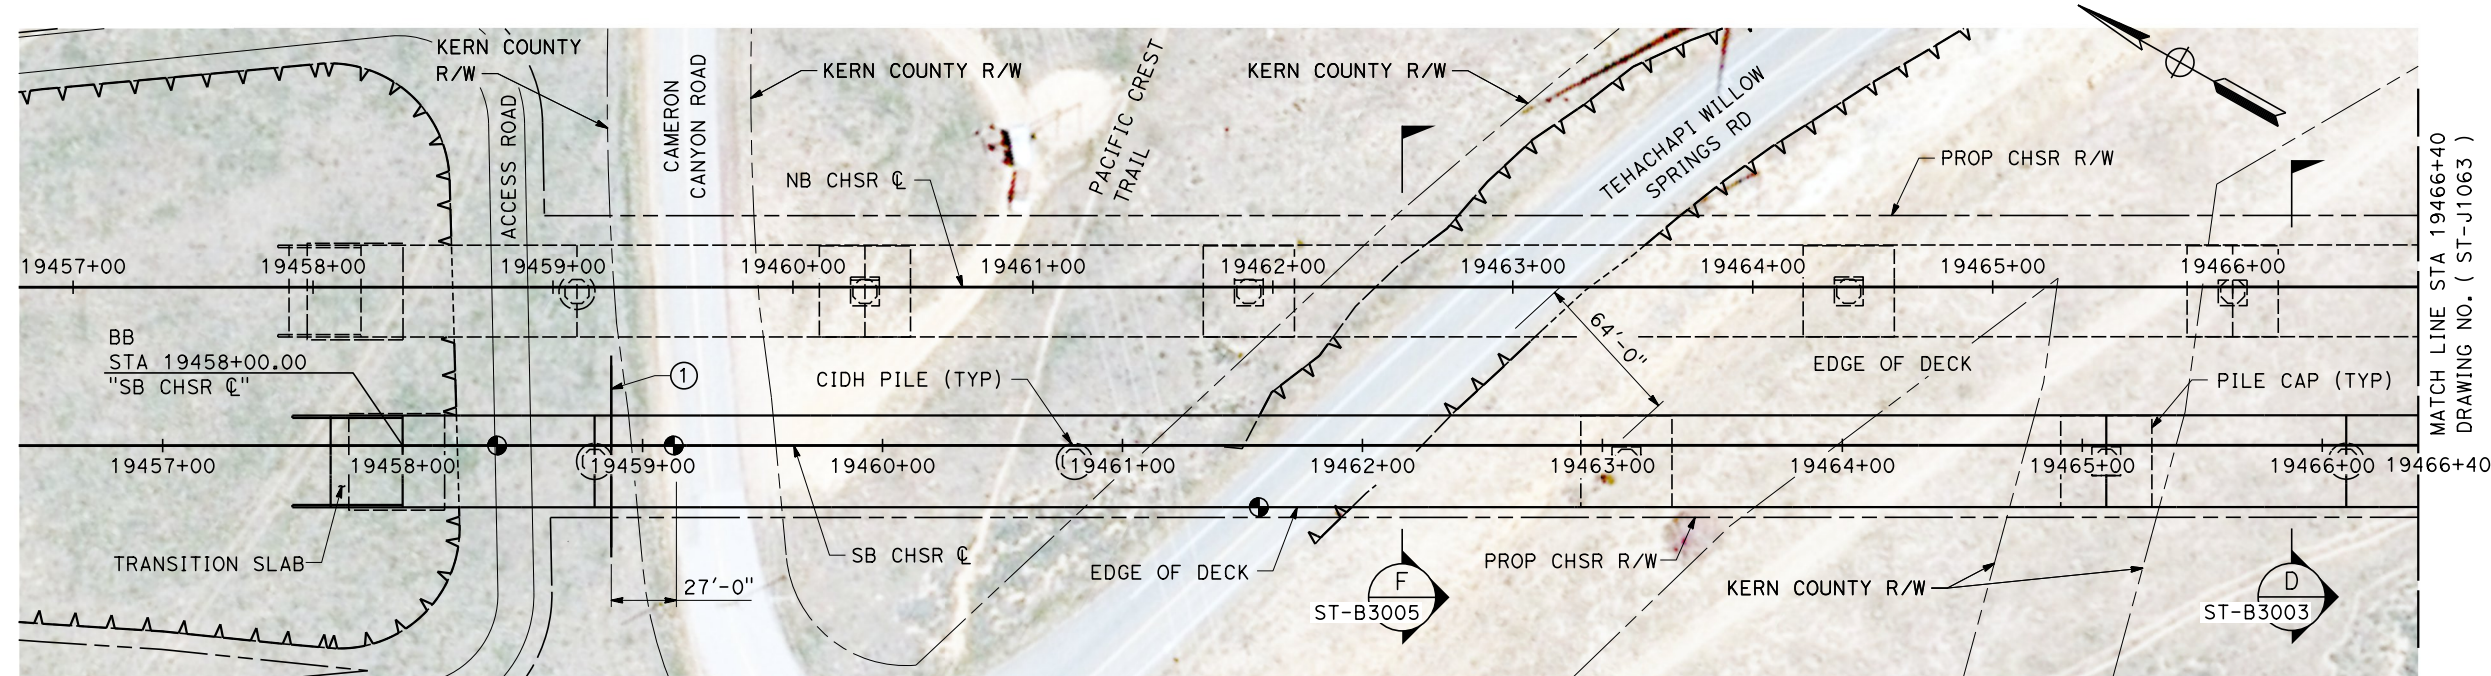 KERN COUNTY
R/W
ACCESS ROAD
CAMERON
CANYON ROAD
KERN COUNTY R/W
PACIFIC CREST
TRAIL
KERN COUNTY R/W
TEHACHAPI WILLOW
SPRINGS RD
PROP CHSR R/W
NB CHSR ℄
19457+00
19458+00
19459+00
19460+00
19461+00
19462+00
19463+00
19464+00
19465+00
19466+00
MATCH LINE STA 19466+40
DRAWING NO. ( ST-J1063 )
BB
STA 19458+00.00
"SB CHSR ℄"
1
CIDH PILE (TYP)
64'-0"
EDGE OF DECK
PILE CAP (TYP)
19457+00
19458+00
19459+00
19460+00
19461+00
19462+00
19463+00
19464+00
19465+00
19466+00
19466+40
TRANSITION SLAB
27'-0"
SB CHSR ℄
EDGE OF DECK
PROP CHSR R/W
KERN COUNTY R/W
F
ST-B3005
D
ST-B3003